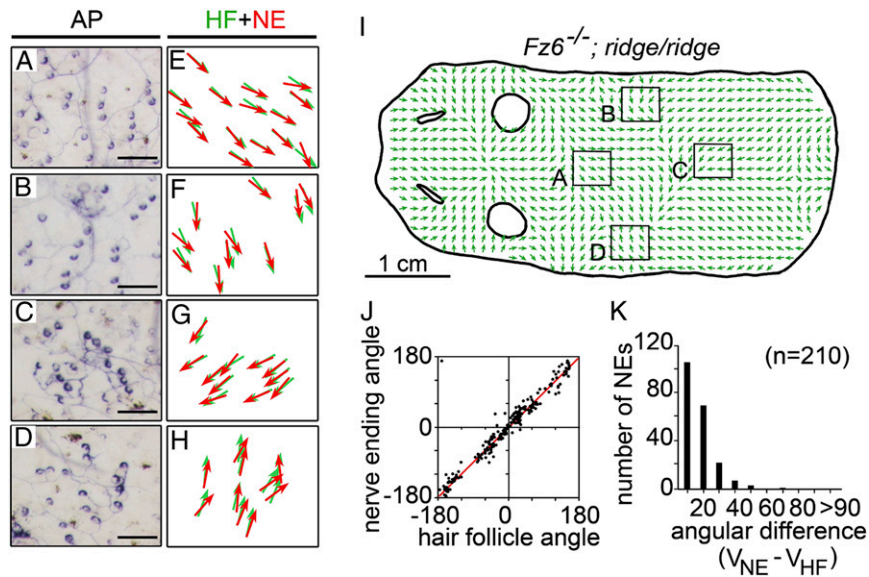 AP
HF+NE
A
E
B
F
C
G
D
H
I
Fz6-/-; ridge/ridge
B
A
C
D
1 cm
J
180
0
-180
-180 0 180
nerve ending angle
hair follicle angle
K
120
80
40
0
(n=210)
number of NEs
20 40 60 80 >90
angular difference
(VNE - VHF)